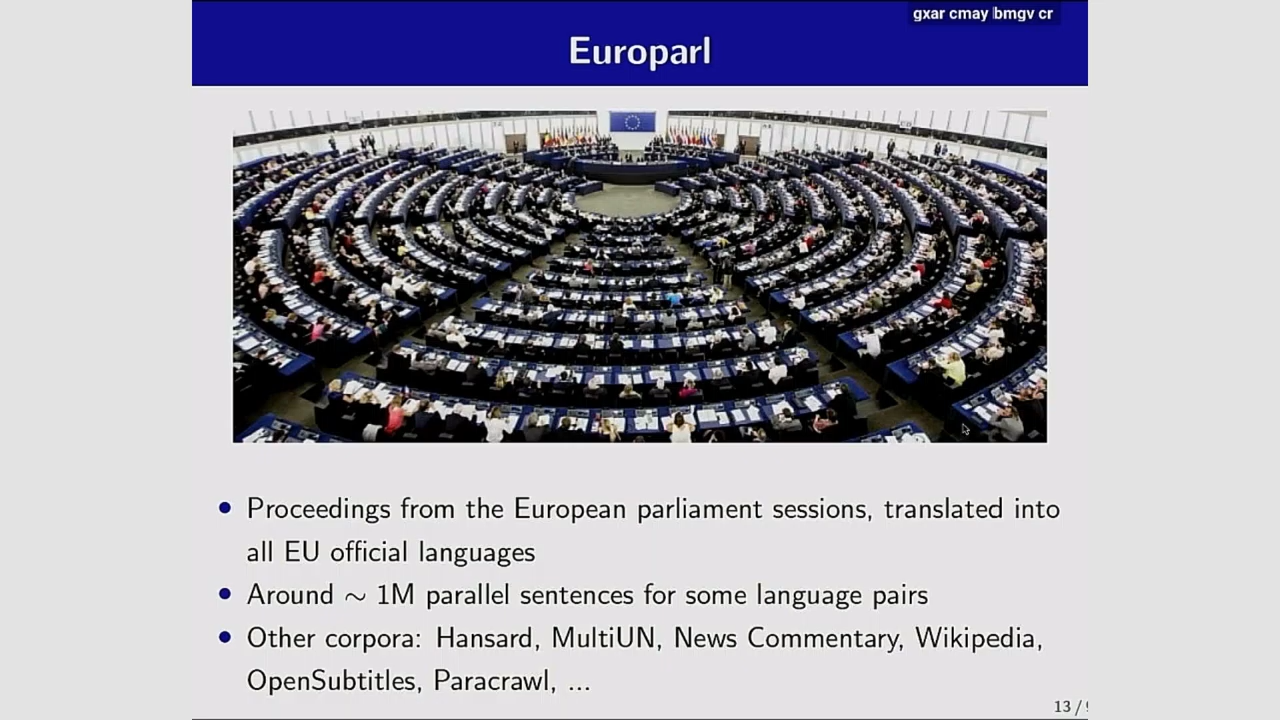 gxar cmay bmgv cr
Europarl
• Proceedings from the European parliament sessions, translated into
all EU official languages
• Around ∼ 1M parallel sentences for some language pairs
• Other corpora: Hansard, MultiUN, News Commentary, Wikipedia,
OpenSubtitles, Paracrawl, ...
13 /